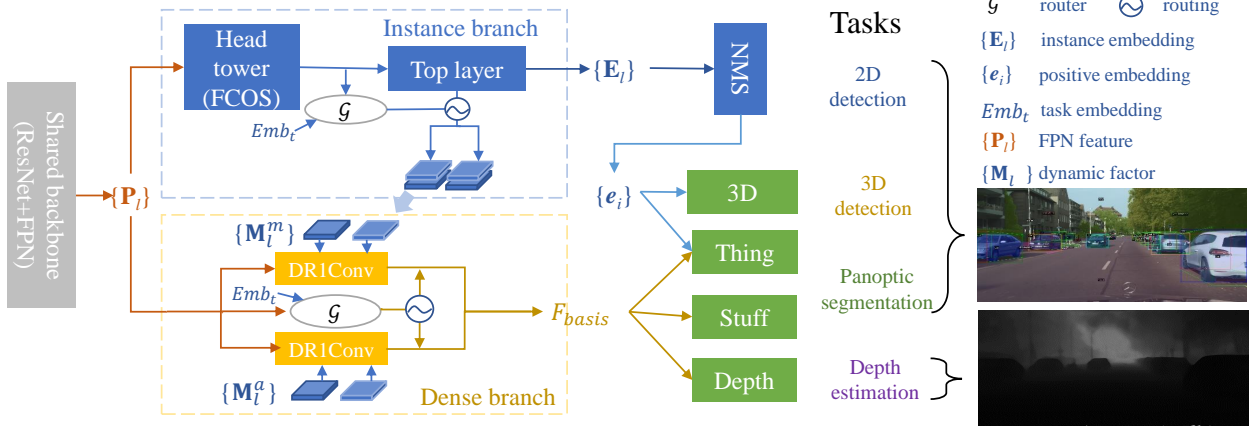 Shared backbone
(ResNet+FPN)
{P_l}
Instance branch
Head
tower
(FCOS)
Top layer
𝒢
Emb_t
{E_l}
NMS
{e_i}
{M_l^m}
DR1Conv
Emb_t
𝒢
DR1Conv
{M_l^a}
Dense branch
F_basis
3D
Thing
Stuff
Depth
Tasks
2D
detection
3D
detection
Panoptic
segmentation
Depth
estimation
𝒢 router routing
{E_l} instance embedding
{e_i} positive embedding
Emb_t task embedding
{P_l} FPN feature
{M_l } dynamic factor